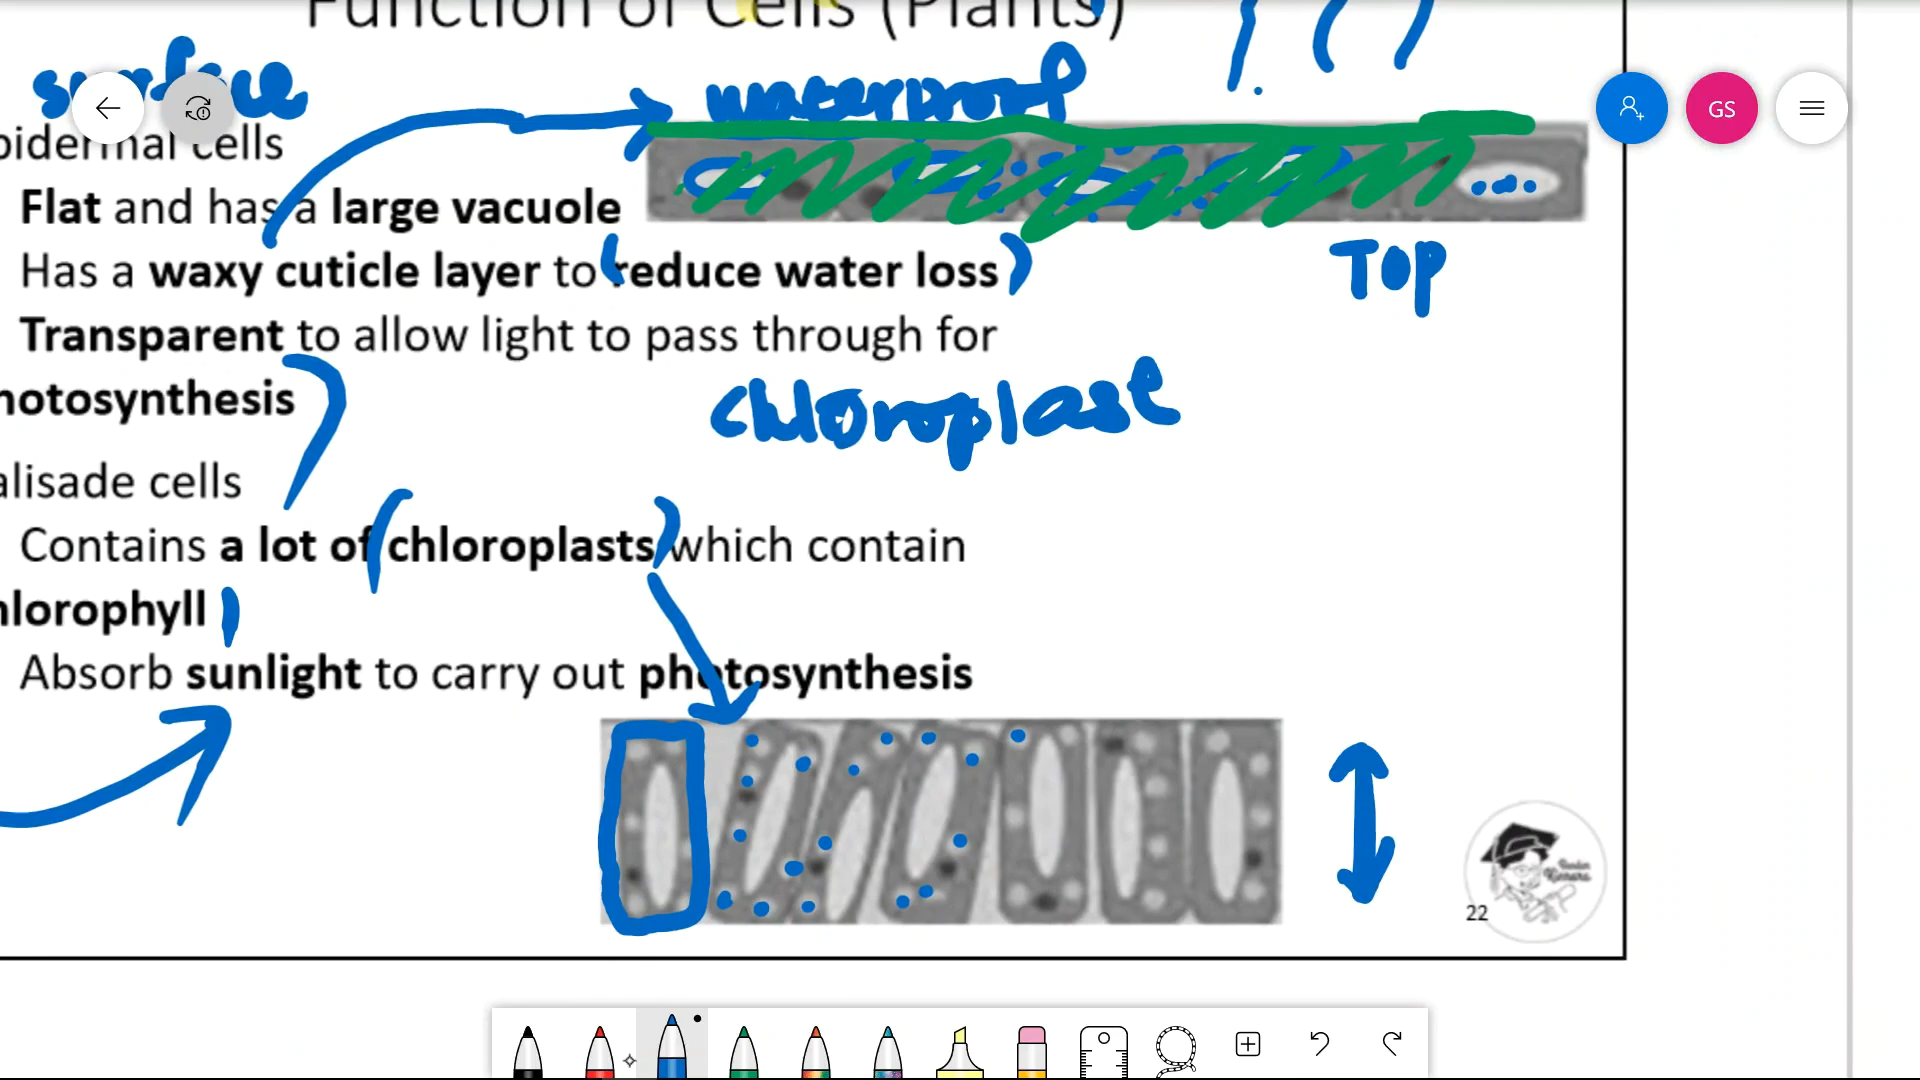 Function of Cells (Plants)
surface
waterproof
GS
pidermal cells
Flat and has a large vacuole
Has a waxy cuticle layer to reduce water loss
TOP
Transparent to allow light to pass through for
hotosynthesis
chloroplast
alisade cells
Contains a lot of chloroplasts which contain
hlorophyll
Absorb sunlight to carry out photosynthesis
22